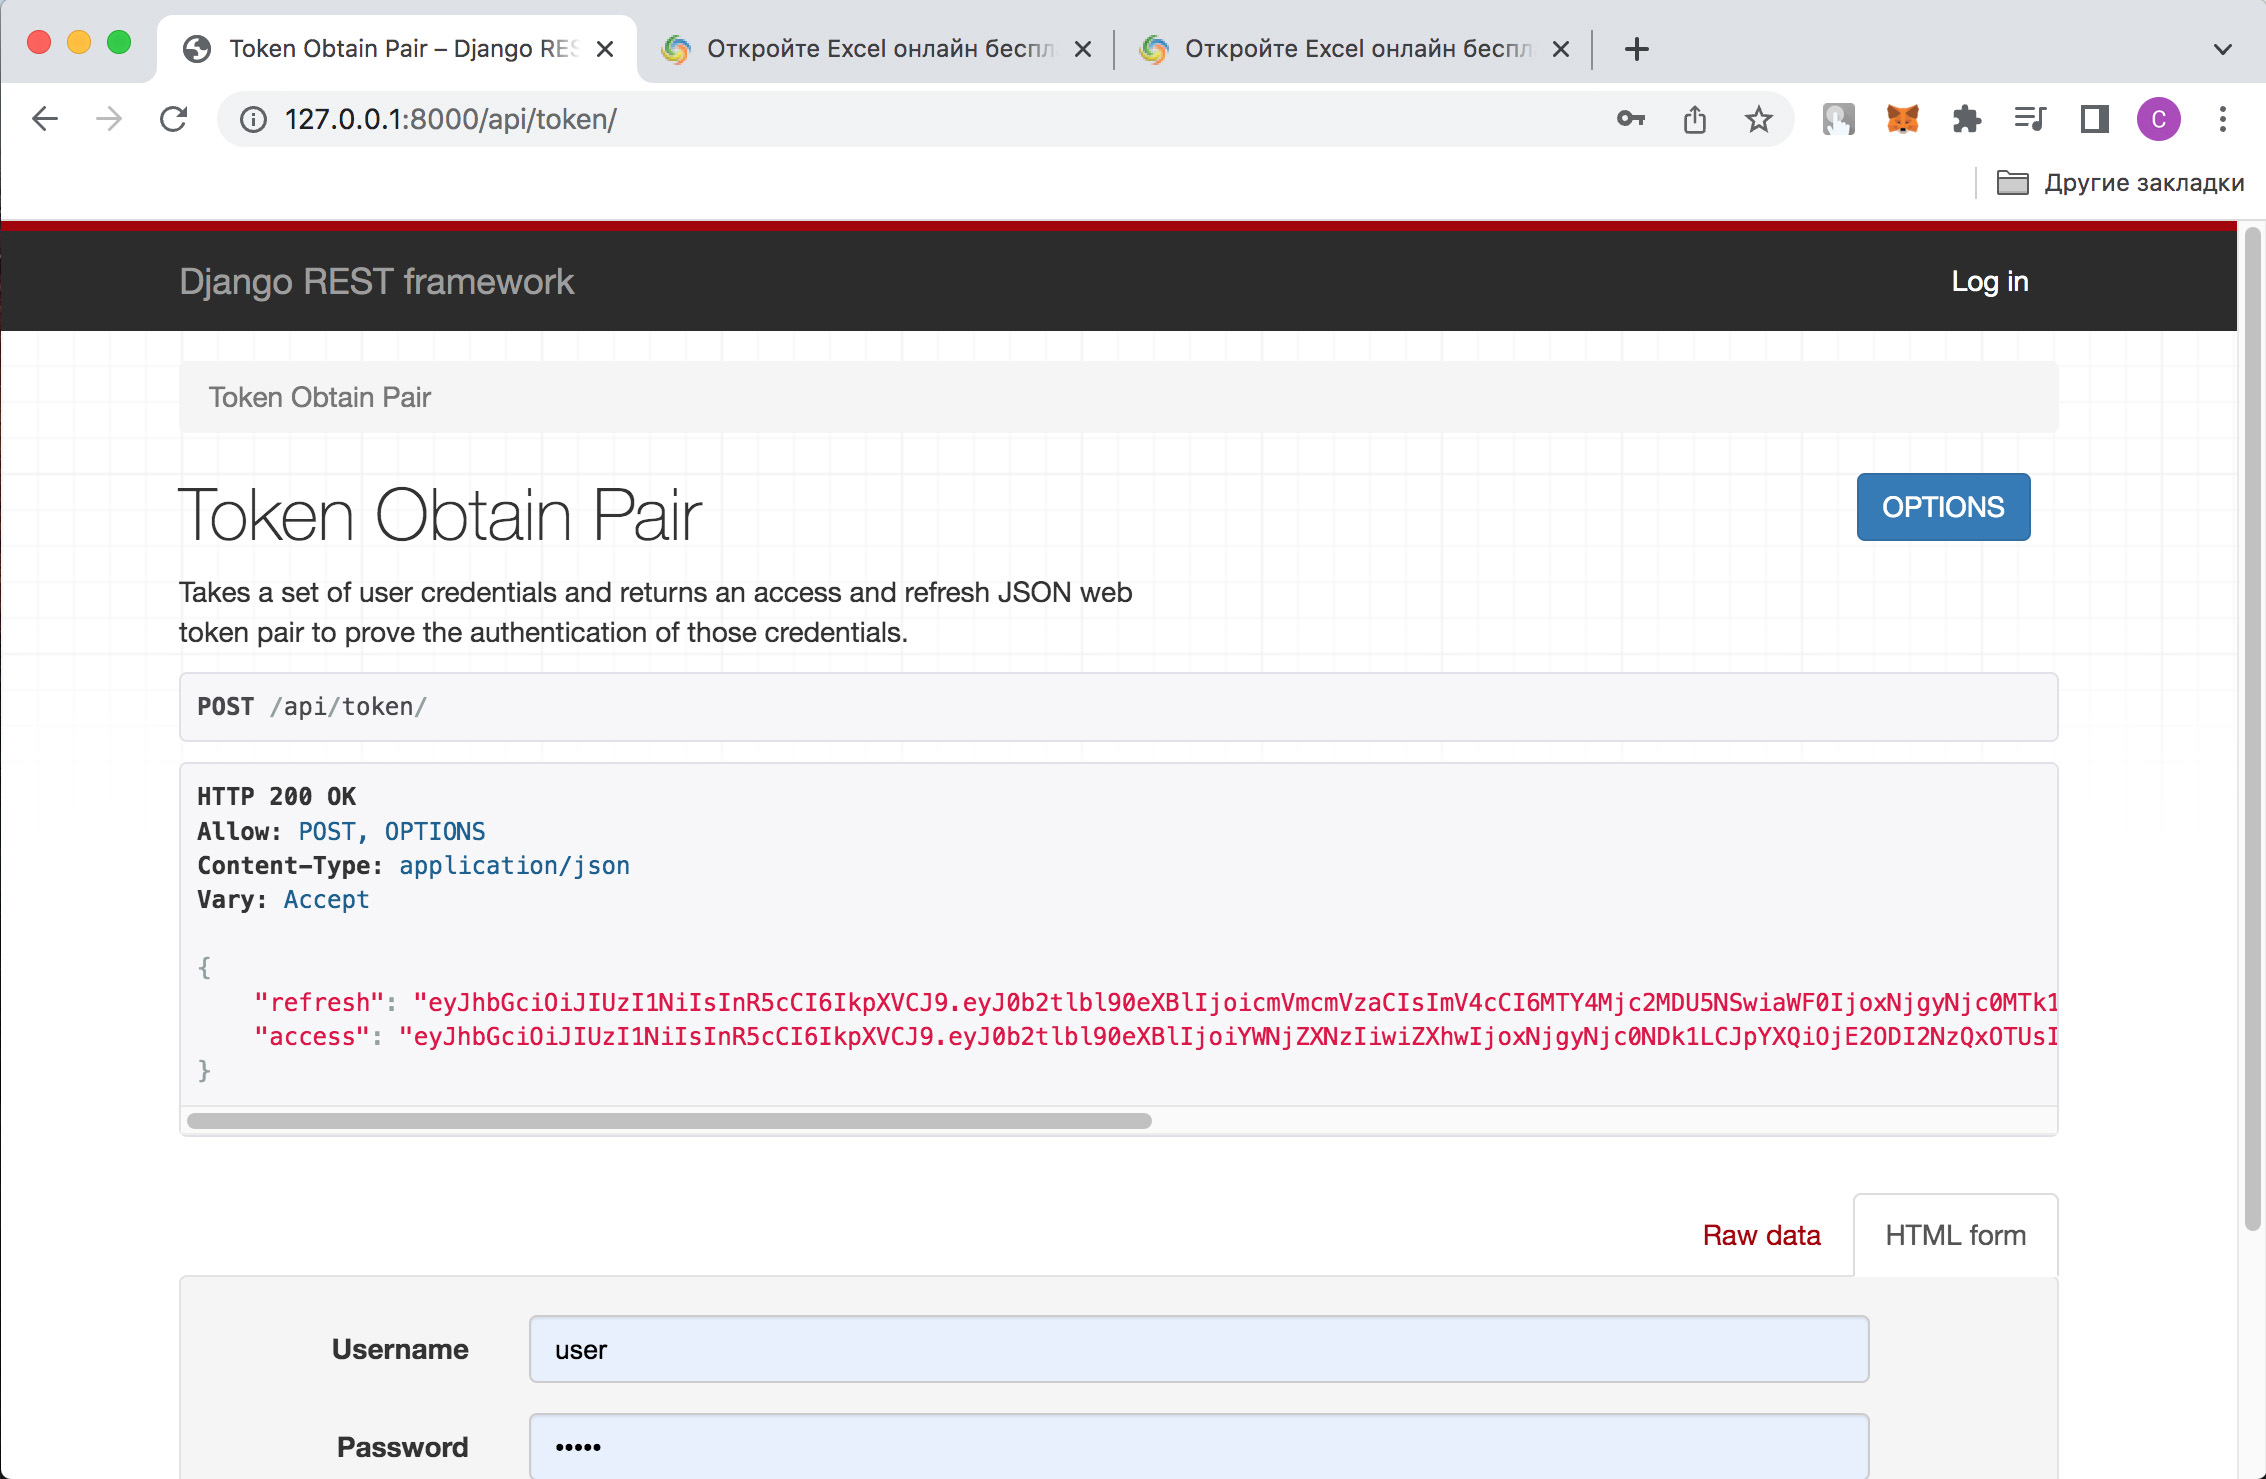 Token Obtain Pair – Django RES
Откройте Excel онлайн беспл
Откройте Excel онлайн беспл
127.0.0.1:8000/api/token/
C
Другие закладки
Django REST framework
Log in
Token Obtain Pair
Token Obtain Pair
OPTIONS
Takes a set of user credentials and returns an access and refresh JSON web
token pair to prove the authentication of those credentials.
POST /api/token/
HTTP 200 OK
Allow: POST, OPTIONS
Content-Type: application/json
Vary: Accept
{
"refresh": "eyJhbGciOiJIUzI1NiIsInR5cCI6IkpXVCJ9.eyJ0b2tlbl90eXBlIjoicmVmcmVzaCIsImV4cCI6MTY4Mjc2MDU5NSwiaWF0IjoxNjgyNjc0MTk1
"access": "eyJhbGciOiJIUzI1NiIsInR5cCI6IkpXVCJ9.eyJ0b2tlbl90eXBlIjoiYWNjZXNzIiwiZXhwIjoxNjgyNjc0NDk1LCJpYXQiOjE2ODI2NzQxOTUsI
}
Raw data
HTML form
Username
user
Password
•••••